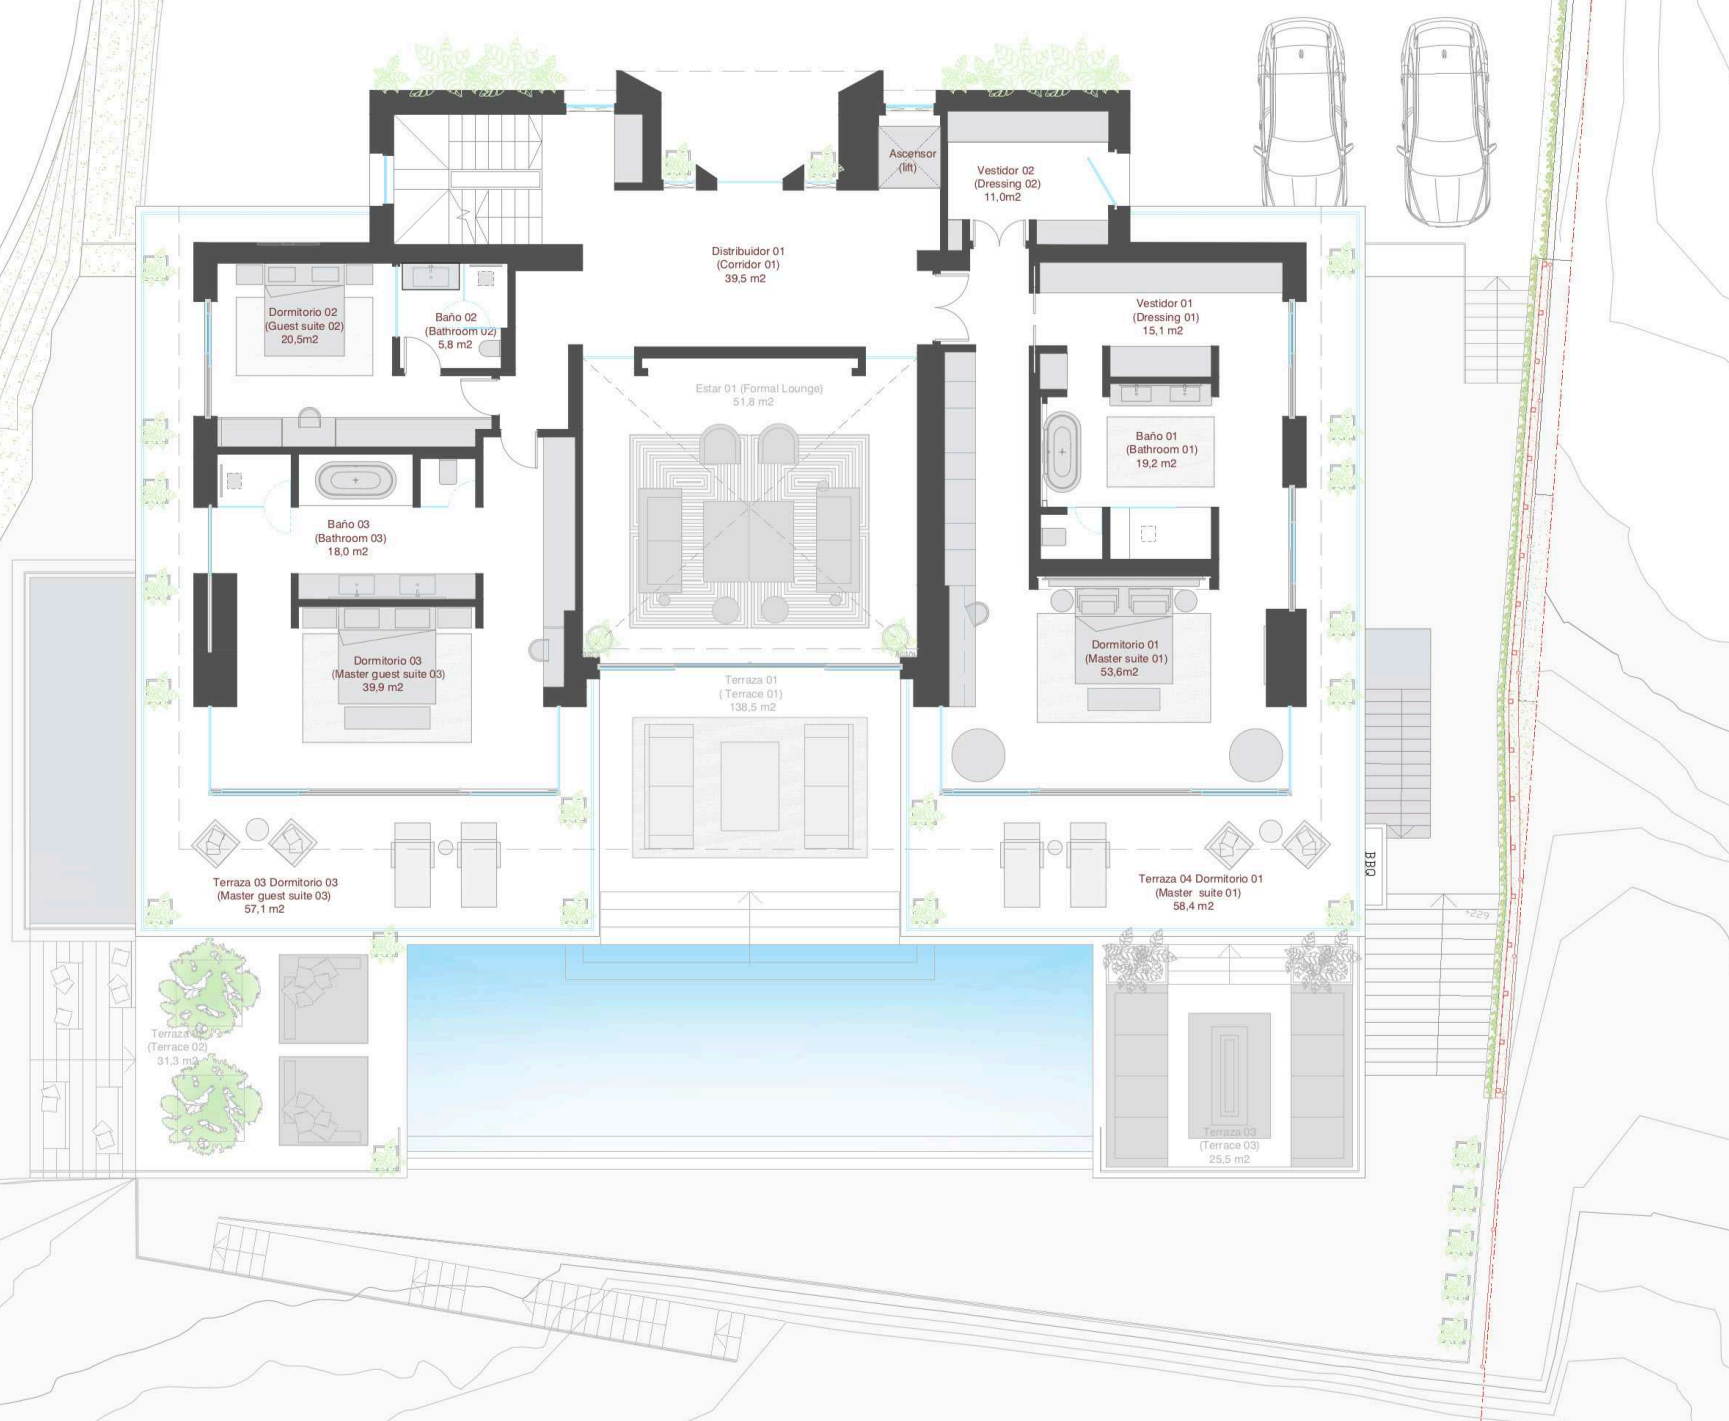 Ascensor
(lift)
Vestidor 02
(Dressing 02)
11,0m2
Distribuidor 01
(Corridor 01)
39,5 m2
Dormitorio 02
(Guest suite 02)
20,5m2
Baño 02
(Bathroom 02)
5,8 m2
Vestidor 01
(Dressing 01)
15,1 m2
Estar 01 (Formal Lounge)
51,8 m2
Baño 01
(Bathroom 01)
19,2 m2
Baño 03
(Bathroom 03)
18,0 m2
Dormitorio 03
(Master guest suite 03)
39,9 m2
Dormitorio 01
(Master suite 01)
53,6m2
Terraza 01
( Terrace 01)
138,5 m2
BBQ
Terraza 03 Dormitorio 03
(Master guest suite 03)
57,1 m2
Terraza 04 Dormitorio 01
(Master suite 01)
58,4 m2
+229
Terraza
(Terrace 02)
31,3 m2
Terraza 03
(Terrace 03)
25,5 m2